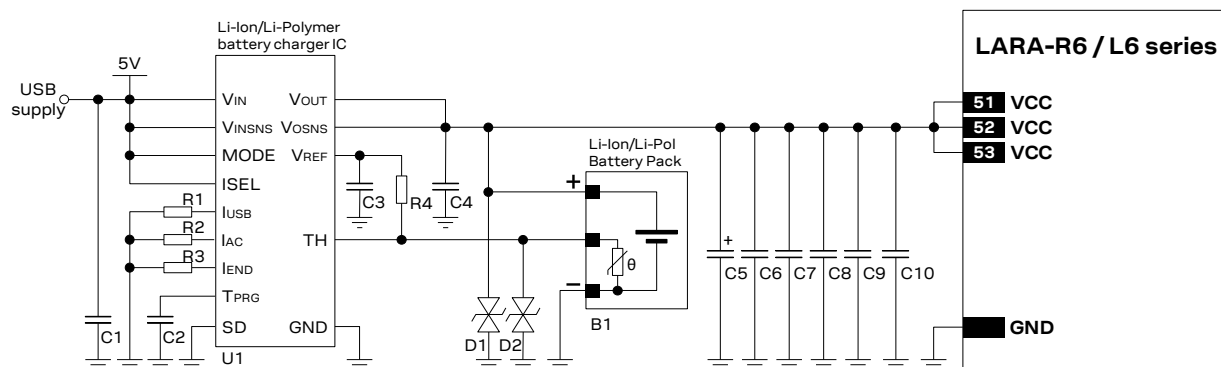 Li-Ion/Li-Polymer
battery charger IC
LARA-R6 / L6 series
5V
USB
supply
VIN
VOUT
51 VCC
VINSNS
VOSNS
52 VCC
MODE
VREF
Li-Ion/Li-Pol
Battery Pack
53 VCC
ISEL
+
R1
IUSB
C3
R4
C4
R2
IAC
TH
+
R3
IEND
θ
C5
C6
C7
C8
C9
C10
TPRG
–
C1
C2
SD
GND
D1
D2
B1
GND
U1